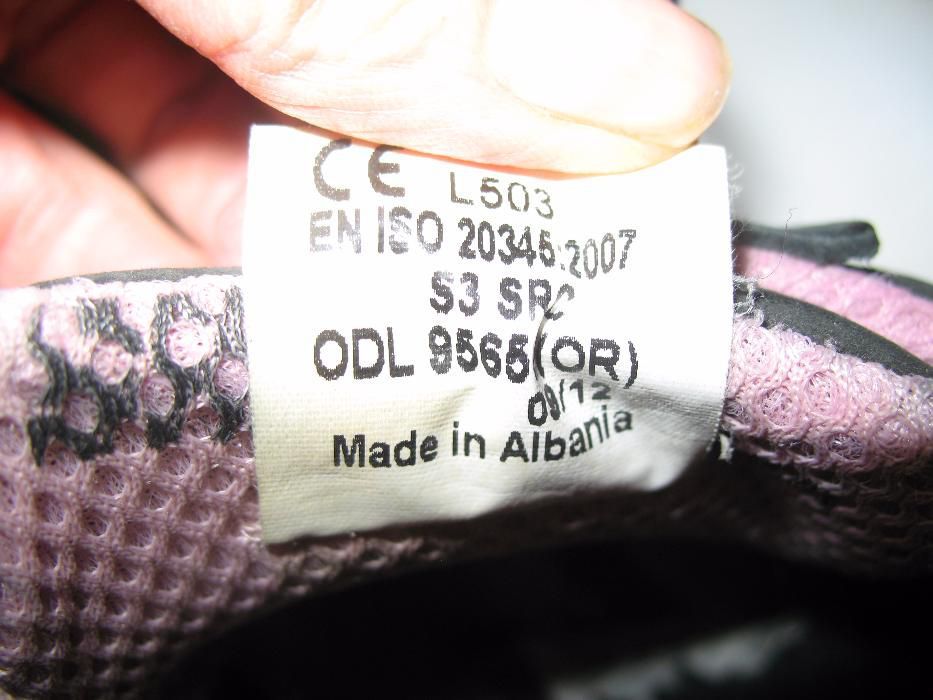 CE L503
EN ISO 20345:2007
S3 SRC
ODL 9565(OR)
09/12
Made in Albania